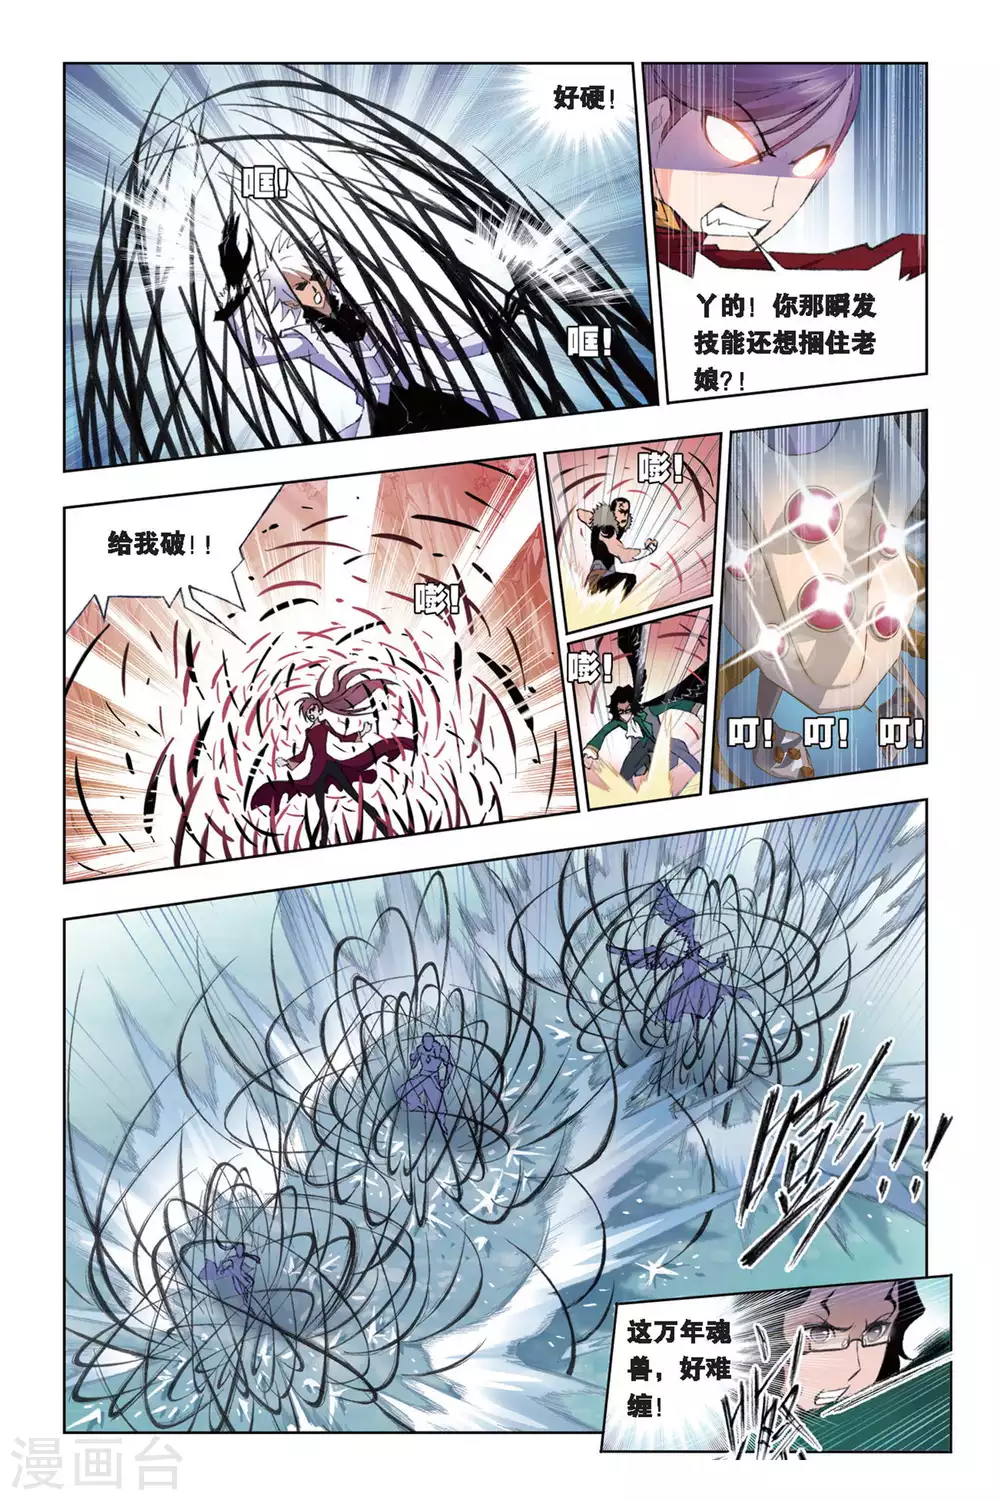 好硬！
哐！
哐！
丫的！你那瞬发
技能还想捆住老
娘？！
给我破！！
嘭！
嘭！
嘭！
叮！叮！叮！
嘭！！
这万年魂
兽，好难
缠！
漫画台